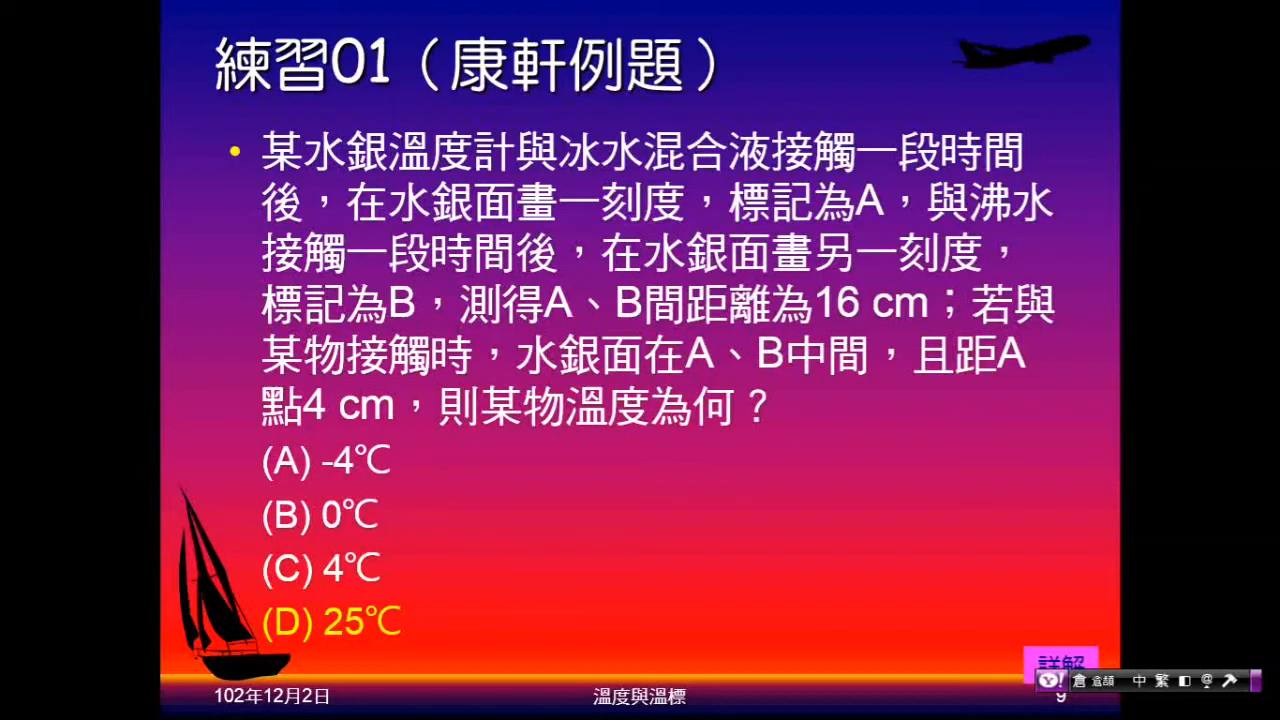 練習01（康軒例題）
• 某水銀溫度計與冰水混合液接觸一段時間
後，在水銀面畫一刻度，標記為A，與沸水
接觸一段時間後，在水銀面畫另一刻度，
標記為B，測得A、B間距離為16 cm；若與
某物接觸時，水銀面在A、B中間，且距A
點4 cm，則某物溫度為何？
(A) -4℃
(B) 0℃
(C) 4℃
(D) 25℃
詳解
Y! 倉 倉頡 中 繁
102年12月2日
溫度與溫標
9